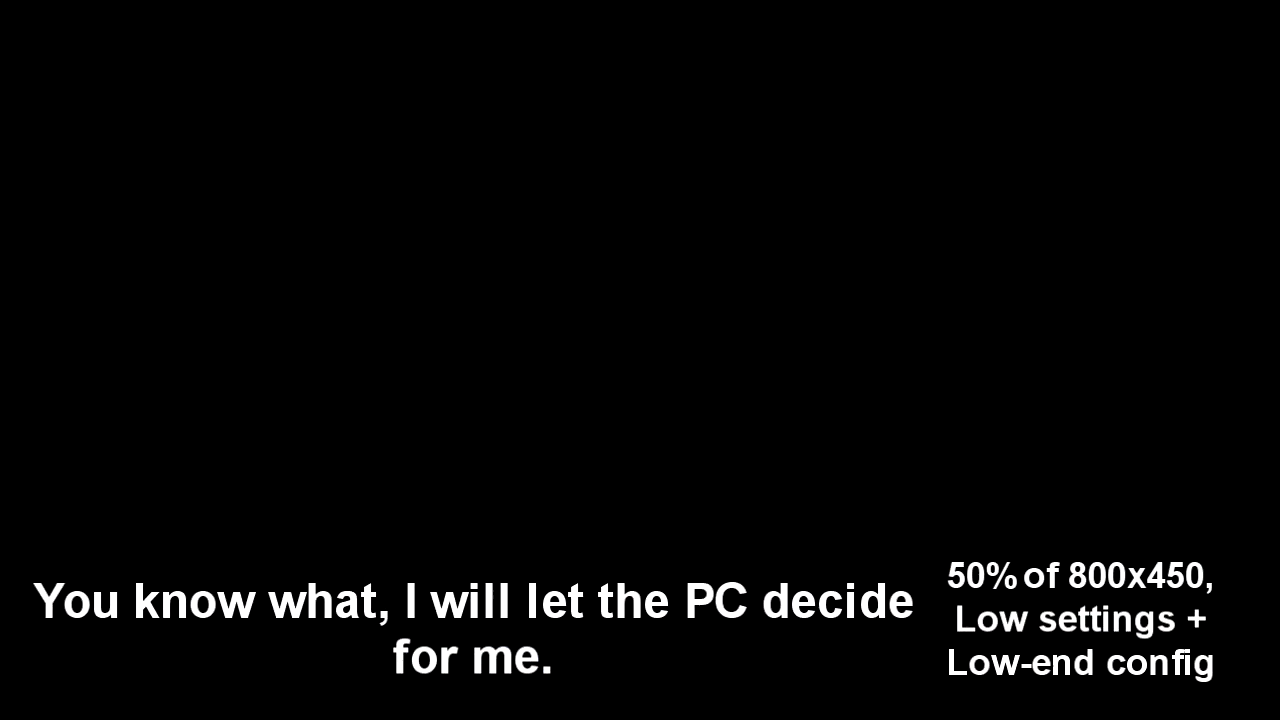 You know what, I will let the PC decide
for me.
50% of 800x450,
Low settings +
Low-end config